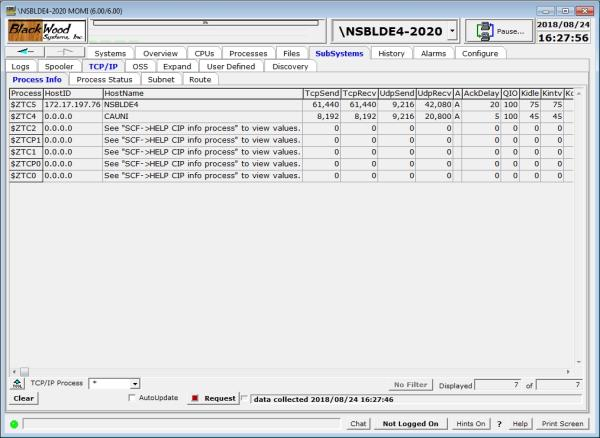 \NSBLDE4-2020 MOMI (6.00/6.00)
BlackWood Systems, Inc.
0%
\NSBLDE4-2020
Pause...
2018/08/24
16:27:56
Systems Overview CPUs Processes Files SubSystems History Alarms Configure
Logs Spooler TCP/IP OSS Expand User Defined Discovery
Process Info Process Status Subnet Route
Process HostID HostName TcpSend TcpRecv UdpSend UdpRecv A AckDelay QIO Kidle Kintv
$ZTC5 172.17.197.76 NSBLDE4 61,440 61,440 9,216 42,080 A 20 100 75 75
$ZTC4 0.0.0.0 CAUNI 8,192 8,192 9,216 20,800 A 5 100 45 45
$ZTC2 0.0.0.0 See "SCF->HELP CIP info process" to view values. 0 0 0 0 0 0 0 0
$ZTCP1 0.0.0.0 See "SCF->HELP CIP info process" to view values. 0 0 0 0 0 0 0 0
$ZTC1 0.0.0.0 See "SCF->HELP CIP info process" to view values. 0 0 0 0 0 0 0 0
$ZTCP0 0.0.0.0 See "SCF->HELP CIP info process" to view values. 0 0 0 0 0 0 0 0
$ZTC0 0.0.0.0 See "SCF->HELP CIP info process" to view values. 0 0 0 0 0 0 0 0
TCP/IP Process * No Filter Displayed 7 of 7
Clear AutoUpdate Request data collected 2018/08/24 16:27:46
Chat Not Logged On Hints On ? Help Print Screen